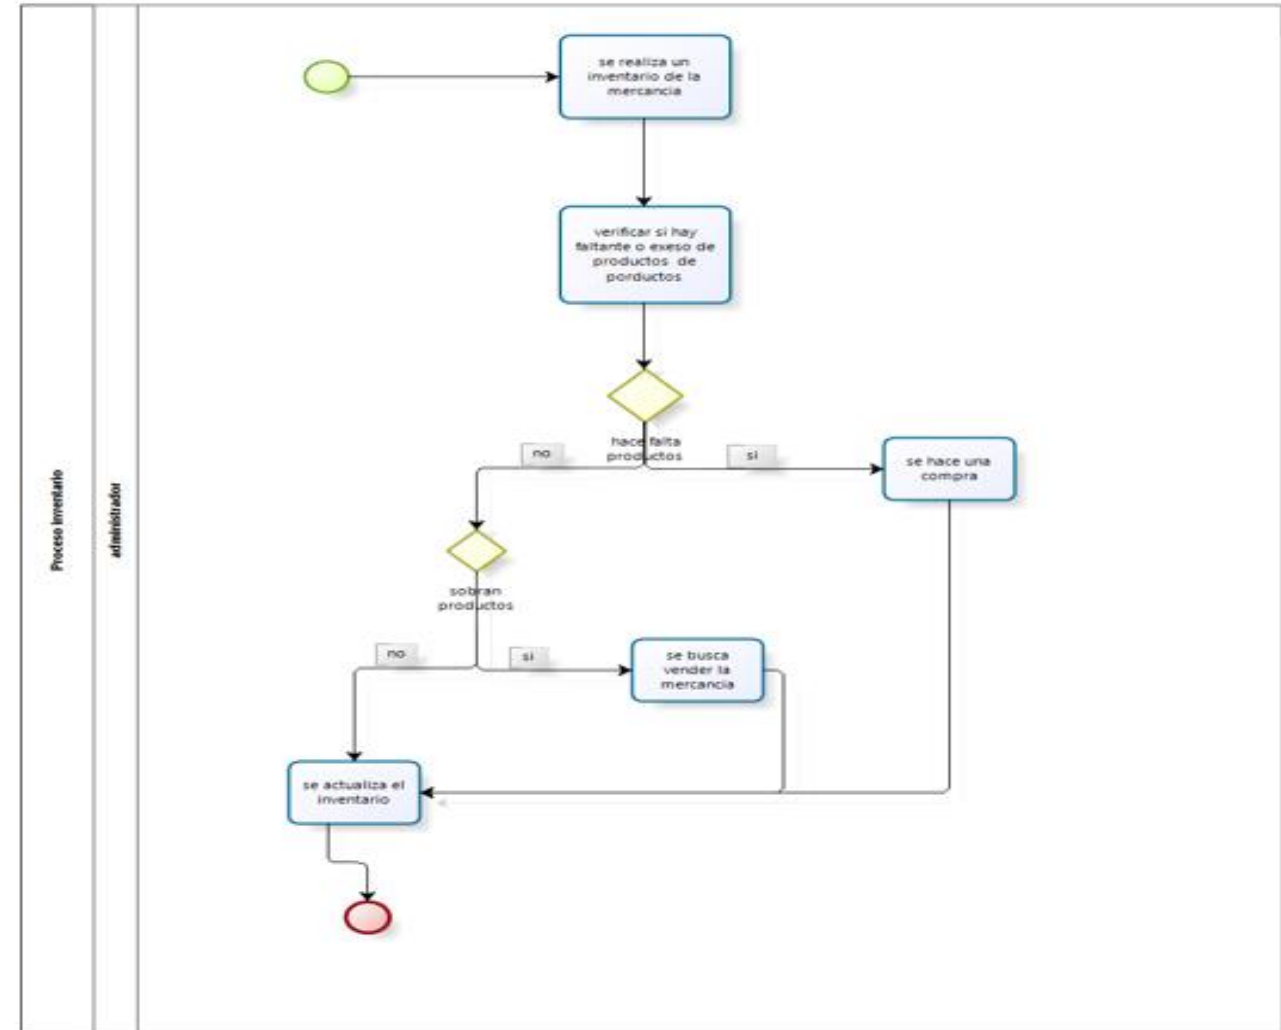 Proceso inventario
administrador
se realiza un
inventario de la
mercancia
verificar si hay
faltante o exeso de
productos de
porductos
hace falta
productos
no
si
se hace una
compra
sobran
productos
no
si
se busca
vender la
mercancia
se actualiza el
inventario